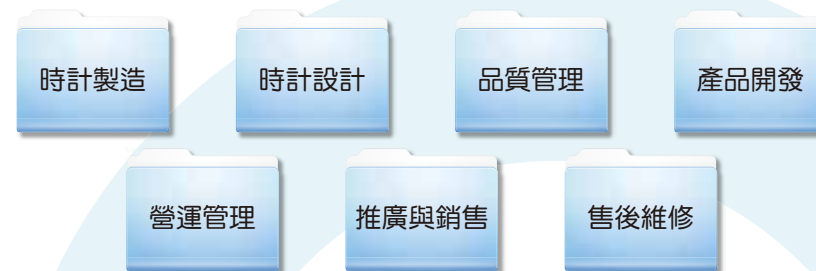 時計製造
時計設計
品質管理
產品開發
營運管理
推廣與銷售
售後維修